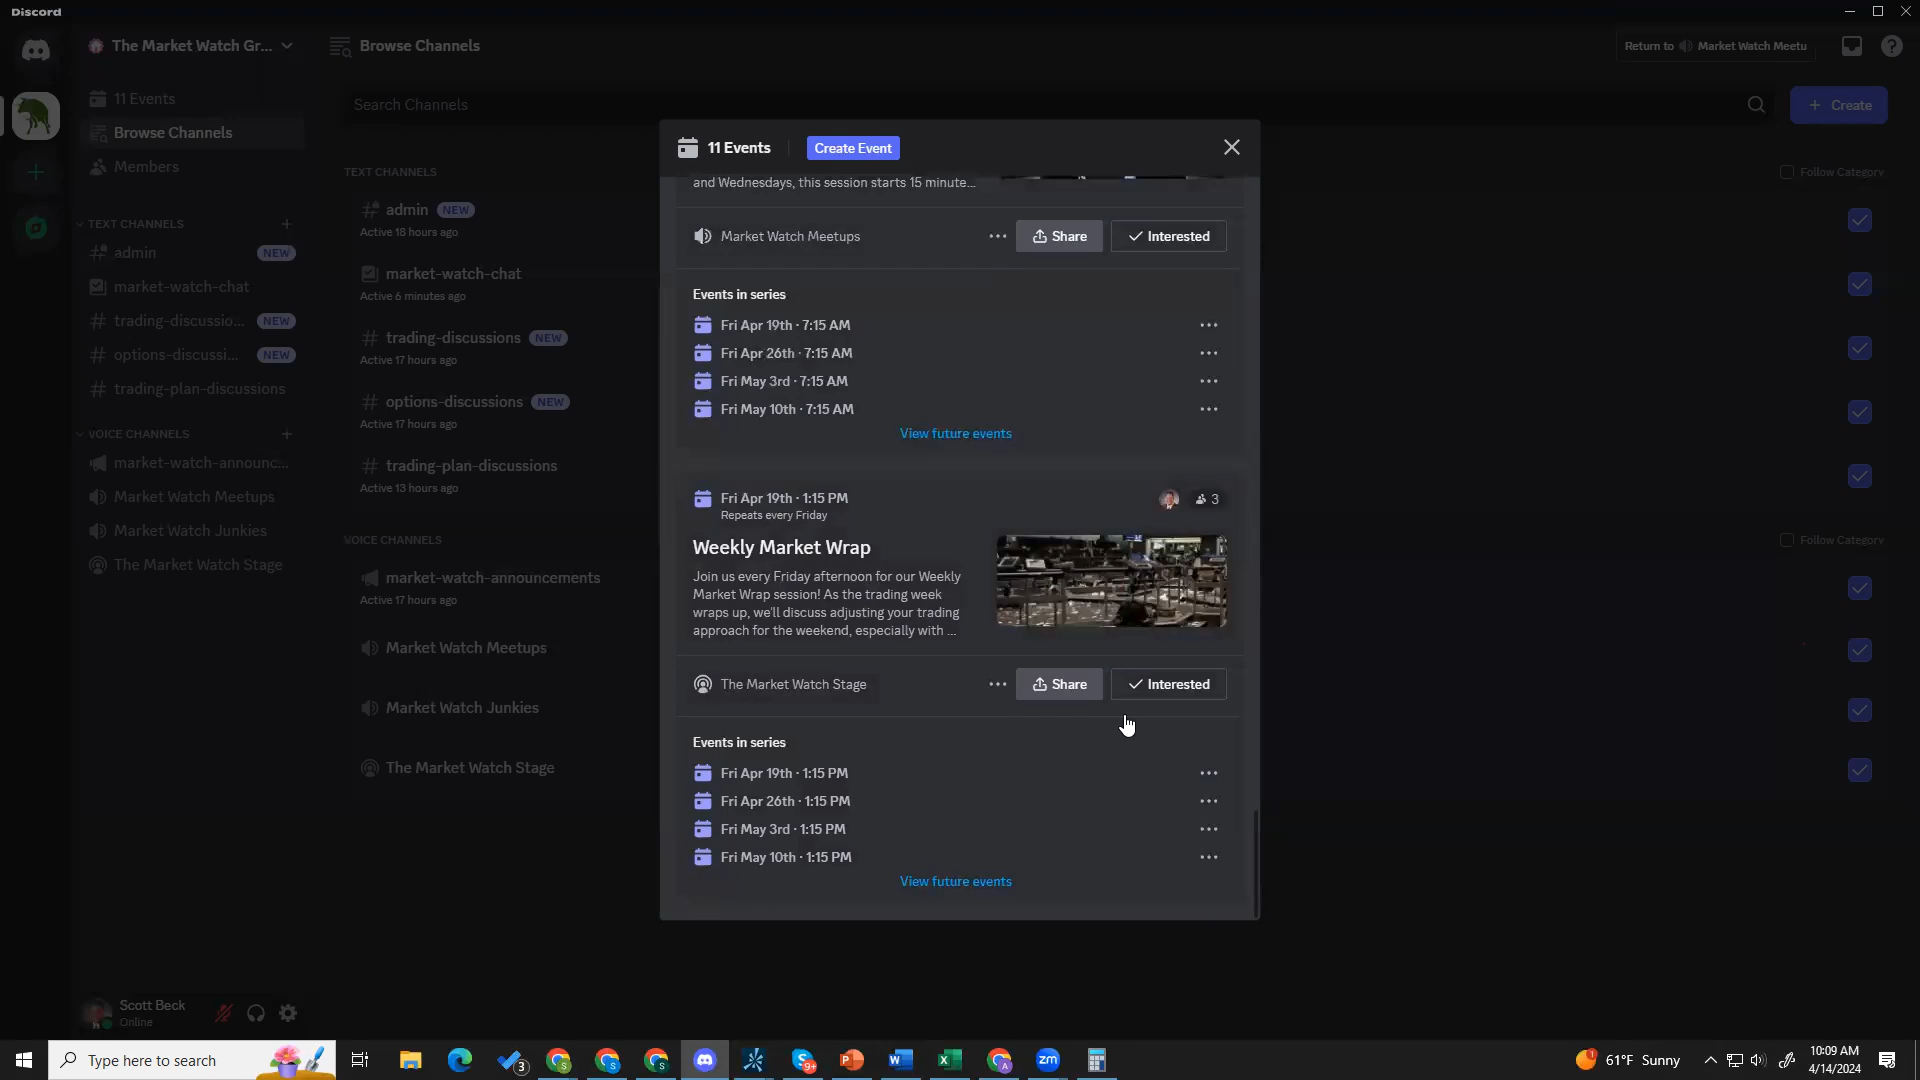 Discord
The Market Watch Gr...
Browse Channels
Return to Market Watch Meetu
11 Events
Browse Channels
Members
TEXT CHANNELS
admin NEW
market-watch-chat
trading-discussio... NEW
options-discussi... NEW
trading-plan-discussions
VOICE CHANNELS
market-watch-announc...
Market Watch Meetups
Market Watch Junkies
The Market Watch Stage
Scott Beck
Online
Search Channels
+ Create
TEXT CHANNELS
Follow Category
admin NEW
Active 18 hours ago
market-watch-chat
Active 6 minutes ago
trading-discussions NEW
Active 17 hours ago
options-discussions NEW
Active 17 hours ago
trading-plan-discussions
Active 13 hours ago
VOICE CHANNELS
Follow Category
market-watch-announcements
Active 17 hours ago
Market Watch Meetups
Market Watch Junkies
The Market Watch Stage
11 Events Create Event
and Wednesdays, this session starts 15 minute...
Market Watch Meetups ... Share Interested
Events in series
Fri Apr 19th · 7:15 AM
Fri Apr 26th · 7:15 AM
Fri May 3rd · 7:15 AM
Fri May 10th · 7:15 AM
View future events
Fri Apr 19th · 1:15 PM 3
Repeats every Friday
Weekly Market Wrap
Join us every Friday afternoon for our Weekly
Market Wrap session! As the trading week
wraps up, we'll discuss adjusting your trading
approach for the weekend, especially with ...
The Market Watch Stage ... Share Interested
Events in series
Fri Apr 19th · 1:15 PM
Fri Apr 26th · 1:15 PM
Fri May 3rd · 1:15 PM
Fri May 10th · 1:15 PM
View future events
Type here to search
3
S
S
S
9+
P
W
X
A
zm
1
61°F Sunny
10:09 AM
4/14/2024